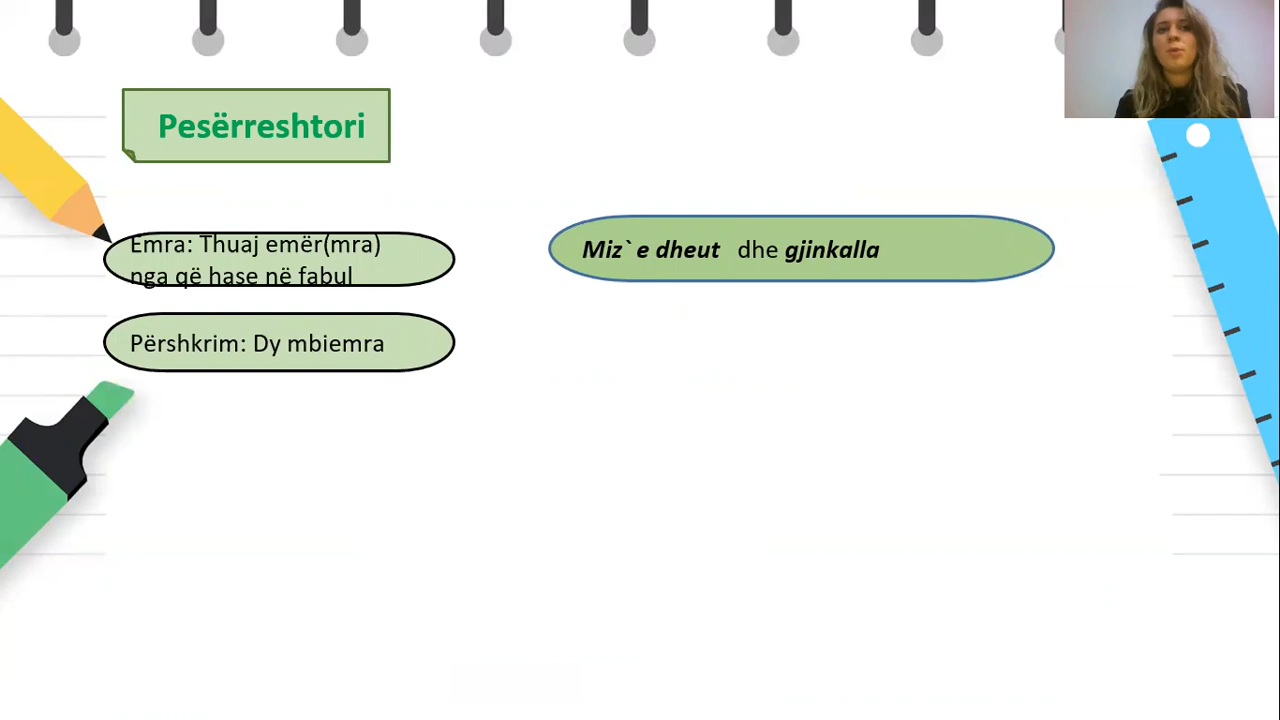 Pesërreshtori
Emra: Thuaj emër(mra)
nga që hase në fabul
Miz` e dheut dhe gjinkalla
Përshkrim: Dy mbiemra